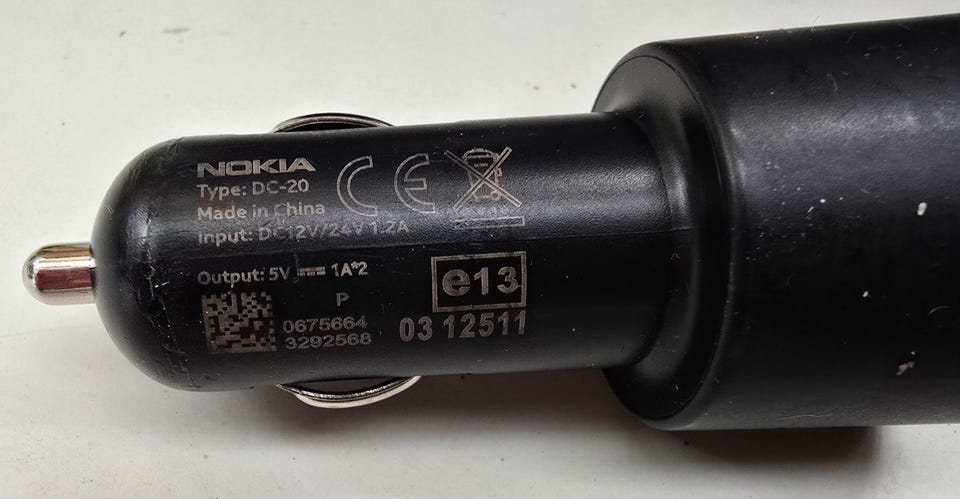 NOKIA
Type: DC-20
Made in China
Input: DC12V/24V 1.2A
Output: 5V ⎓ 1A*2
CE
e13
P
0675664
3292568
03 12511